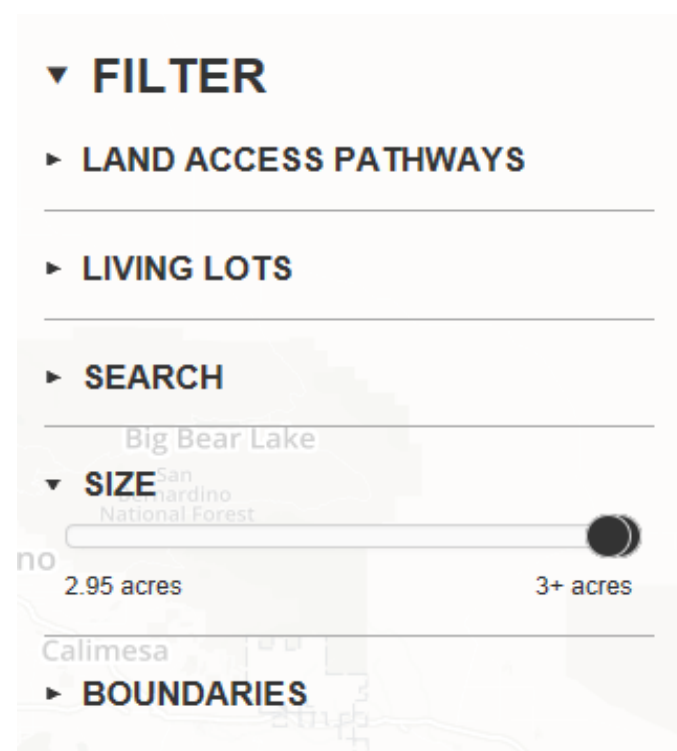 FILTER
LAND ACCESS PATHWAYS
LIVING LOTS
SEARCH
Big Bear Lake
SIZE
San
Bernardino
National Forest
no
2.95 acres
3+ acres
Calimesa
BOUNDARIES